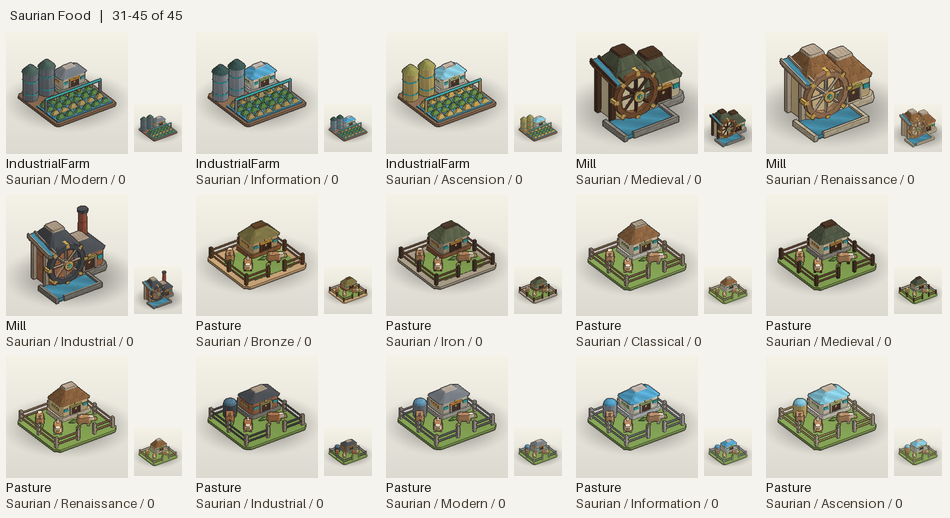 Saurian Food | 31-45 of 45
IndustrialFarm
Saurian / Modern / 0
IndustrialFarm
Saurian / Information / 0
IndustrialFarm
Saurian / Ascension / 0
Mill
Saurian / Medieval / 0
Mill
Saurian / Renaissance / 0
Mill
Saurian / Industrial / 0
Pasture
Saurian / Bronze / 0
Pasture
Saurian / Iron / 0
Pasture
Saurian / Classical / 0
Pasture
Saurian / Medieval / 0
Pasture
Saurian / Renaissance / 0
Pasture
Saurian / Industrial / 0
Pasture
Saurian / Modern / 0
Pasture
Saurian / Information / 0
Pasture
Saurian / Ascension / 0